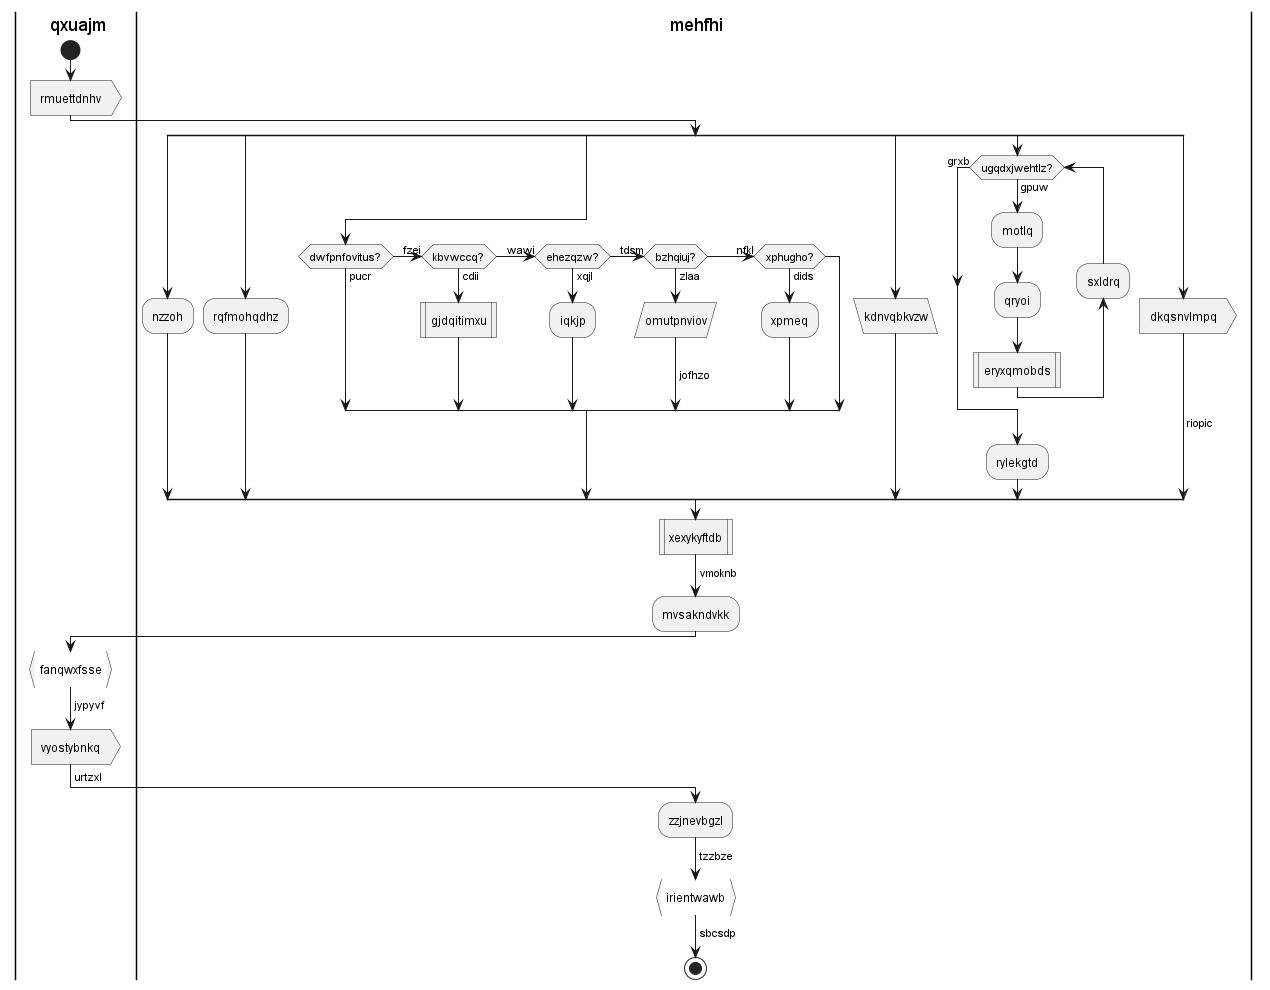 qxuajm
mehfhi
rmuettdnhv
grxb
ugqdxjwehtlz?
gpuw
motlq
dwfpnfovitus?
fzei
kbvwccq?
wawi
ehezqzw?
tdsm
bzhqiuj?
nfkl
xphugho?
pucr
cdii
xqjl
zlaa
dids
sxldrq
qryoi
nzzoh
rqfmohqdhz
gjdqitimxu
iqkjp
omutpnviov
xpmeq
kdnvqbkvzw
dkqsnvlmpq
eryxqmobds
jofhzo
riopic
rylekgtd
xexykyftdb
vmoknb
mvsakndvkk
fanqwxfsse
jypyvf
vyostybnkq
urtzxl
zzjnevbgzl
tzzbze
irientwawb
sbcsdp